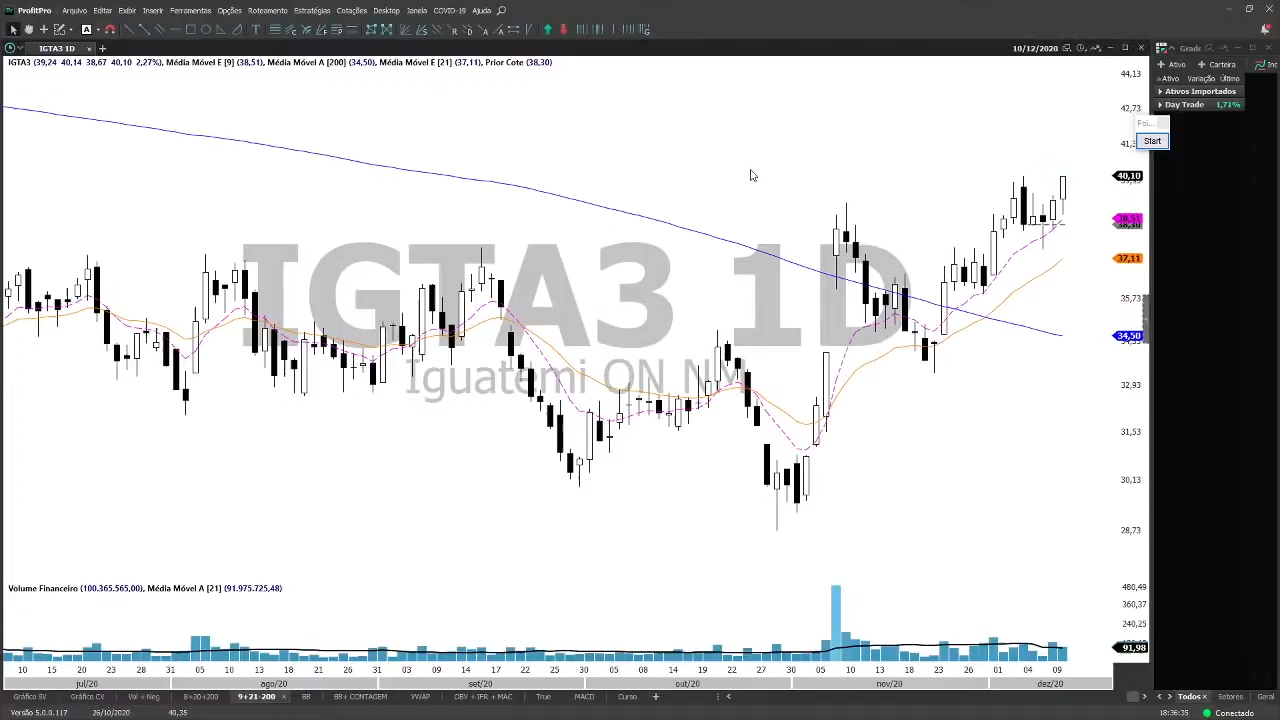 ProfitPro Arquivo Editar Exibir Inserir Ferramentas Opções Roteamento Estratégias Cotações Desktop Janela COVID-19 Ajuda
IGTA3 1D
10/12/2020
Grade
IGTA3 (39,24 40,14 38,67 40,10 2,27%), Média Móvel E [9] (38,51), Média Móvel A [200] (34,50), Média Móvel E [21] (37,11), Prior Cote (38,30)
Ativo Carteira
Ativo Variação Último
Ativos Importados
Day Trade 1,71%
Poi...
Start
44,13
42,73
40,10
38,51
38,30
37,11
35,73
34,50
32,93
31,53
30,13
28,73
IGTA3 1D
Iguatemi ON NM
Volume Financeiro (100.365.565,00), Média Móvel A [21] (91.975.725,48)
480,49
360,37
240,25
91,98
10 15 20 23 28 31 05 10 13 18 21 26 31 03 09 14 17 22 25 30 05 08 14 19 22 27 30 05 10 13 18 23 26 01 04 09
jul/20 ago/20 set/20 out/20 nov/20 dez/20
Gráfico SV Gráfico CV Vol + Neg 8+20+200 9+21-200 BB BB+ CONTAGEM VWAP OBV + IFR + MAC True MACD Curso
Todos Setores Geral
Versão 5.0.0.117 26/10/2020 40,35
18:36:35 Conectado